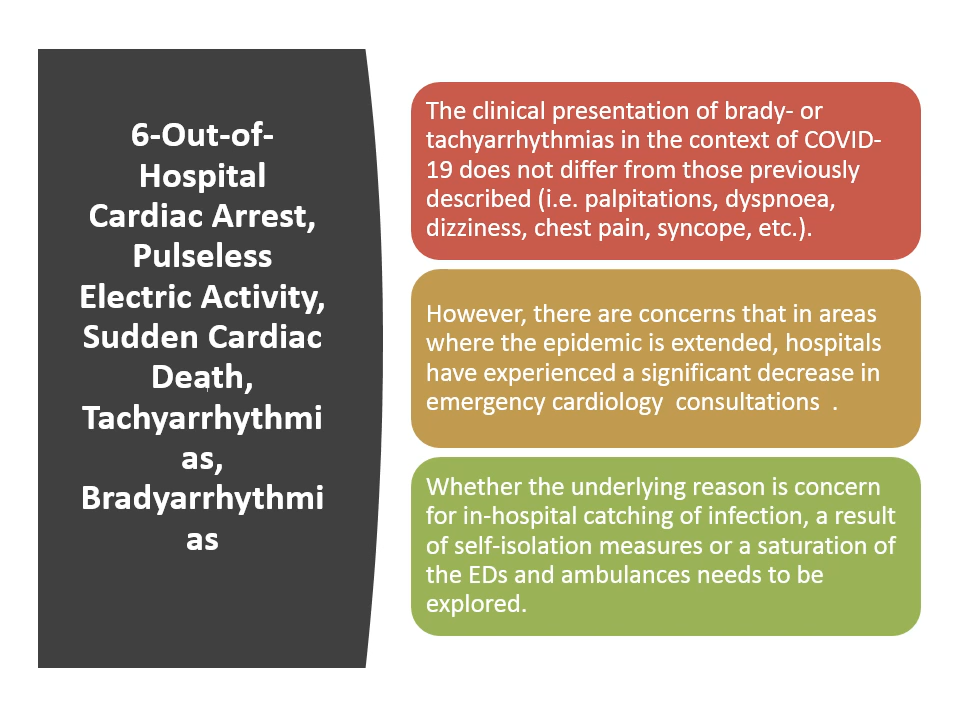 6-Out-of-
Hospital
Cardiac Arrest,
Pulseless
Electric Activity,
Sudden Cardiac
Death,
Tachyarrhythmi
as,
Bradyarrhythmi
as
The clinical presentation of brady- or
tachyarrhythmias in the context of COVID-
19 does not differ from those previously
described (i.e. palpitations, dyspnoea,
dizziness, chest pain, syncope, etc.).
However, there are concerns that in areas
where the epidemic is extended, hospitals
have experienced a significant decrease in
emergency cardiology  consultations  .
Whether the underlying reason is concern
for in-hospital catching of infection, a result
of self-isolation measures or a saturation of
the EDs and ambulances needs to be
explored.